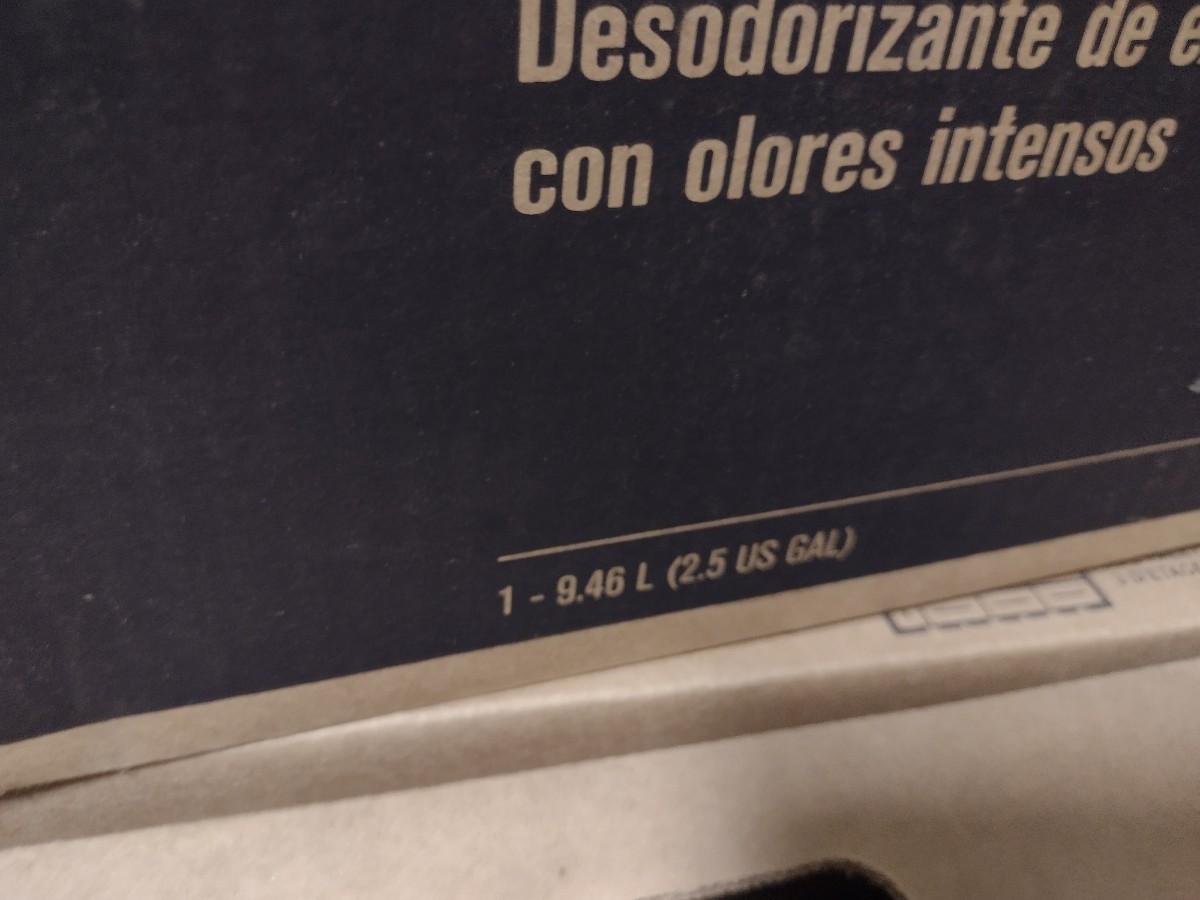 Desodorizante de
con olores intensos
1 - 9.46 L (2.5 US GAL)